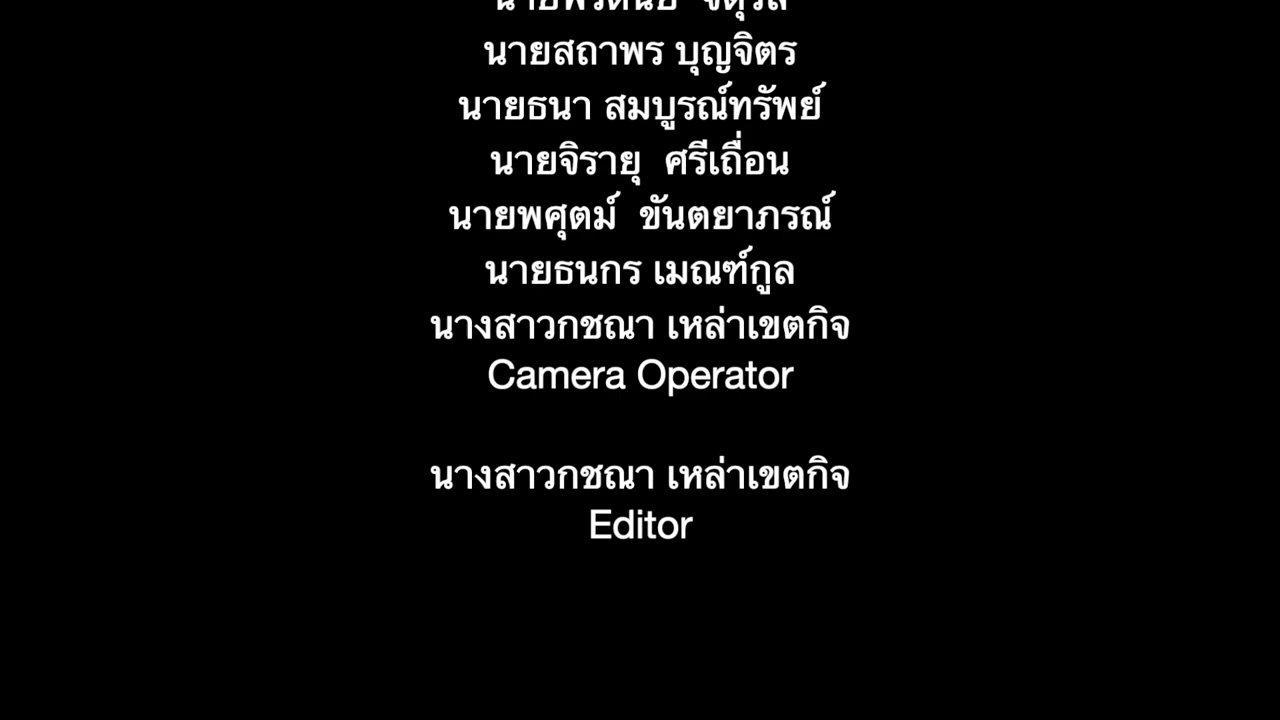 นายสถาพร บุญจิตร
นายธนา สมบูรณ์ทรัพย์
นายจิรายุ  ศรีเถื่อน
นายพศุตม์  ขันตยาภรณ์
นายธนกร เมณฑ์กูล
นางสาวกชณา เหล่าเขตกิจ
Camera Operator
นางสาวกชณา เหล่าเขตกิจ
Editor